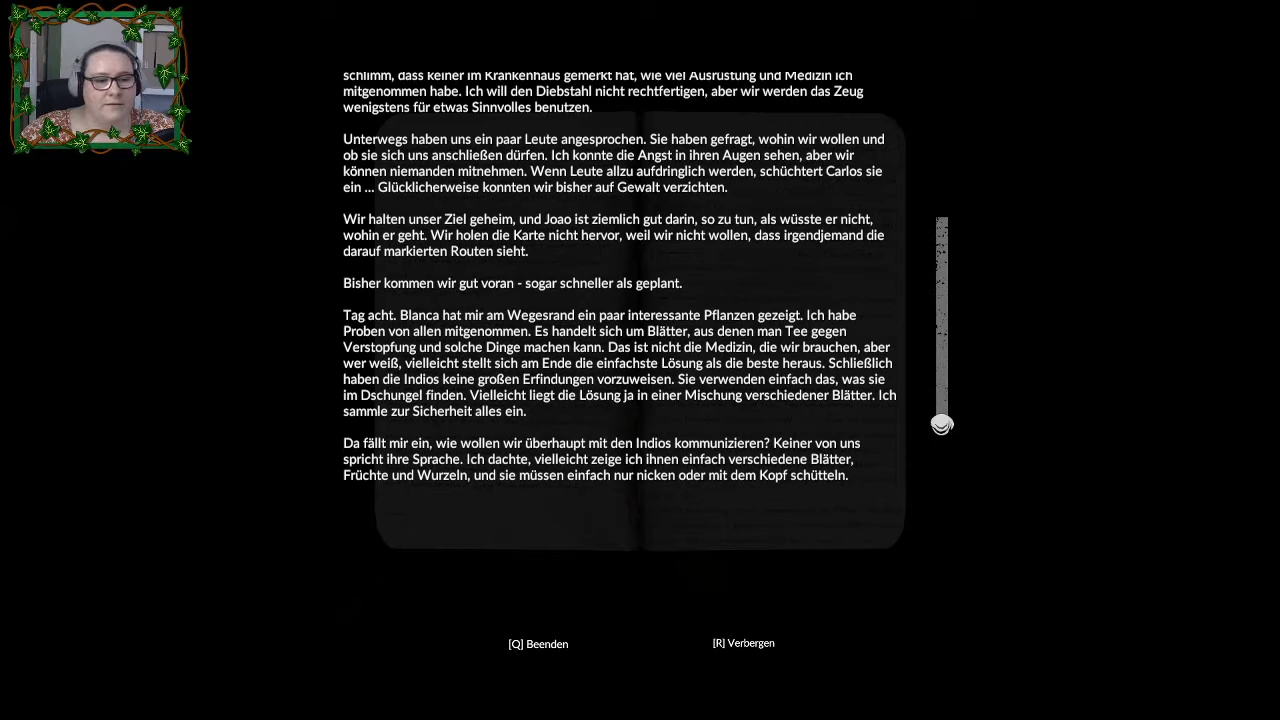 schlimm, dass keiner im Krankenhaus gemerkt hat, wie viel Ausrüstung und Medizin ich
mitgenommen habe. Ich will den Diebstahl nicht rechtfertigen, aber wir werden das Zeug
wenigstens für etwas Sinnvolles benutzen.
Unterwegs haben uns ein paar Leute angesprochen. Sie haben gefragt, wohin wir wollen und
ob sie sich uns anschließen dürfen. Ich konnte die Angst in ihren Augen sehen, aber wir
können niemanden mitnehmen. Wenn Leute allzu aufdringlich werden, schüchtert Carlos sie
ein ... Glücklicherweise konnten wir bisher auf Gewalt verzichten.
Wir halten unser Ziel geheim, und Joao ist ziemlich gut darin, so zu tun, als wüsste er nicht,
wohin er geht. Wir holen die Karte nicht hervor, weil wir nicht wollen, dass irgendjemand die
darauf markierten Routen sieht.
Bisher kommen wir gut voran - sogar schneller als geplant.
Tag acht. Blanca hat mir am Wegesrand ein paar interessante Pflanzen gezeigt. Ich habe
Proben von allen mitgenommen. Es handelt sich um Blätter, aus denen man Tee gegen
Verstopfung und solche Dinge machen kann. Das ist nicht die Medizin, die wir brauchen, aber
wer weiß, vielleicht stellt sich am Ende die einfachste Lösung als die beste heraus. Schließlich
haben die Indios keine großen Erfindungen vorzuweisen. Sie verwenden einfach das, was sie
im Dschungel finden. Vielleicht liegt die Lösung ja in einer Mischung verschiedener Blätter. Ich
sammle zur Sicherheit alles ein.
Da fällt mir ein, wie wollen wir überhaupt mit den Indios kommunizieren? Keiner von uns
spricht ihre Sprache. Ich dachte, vielleicht zeige ich ihnen einfach verschiedene Blätter,
Früchte und Wurzeln, und sie müssen einfach nur nicken oder mit dem Kopf schütteln.
[Q] Beenden
[R] Verbergen